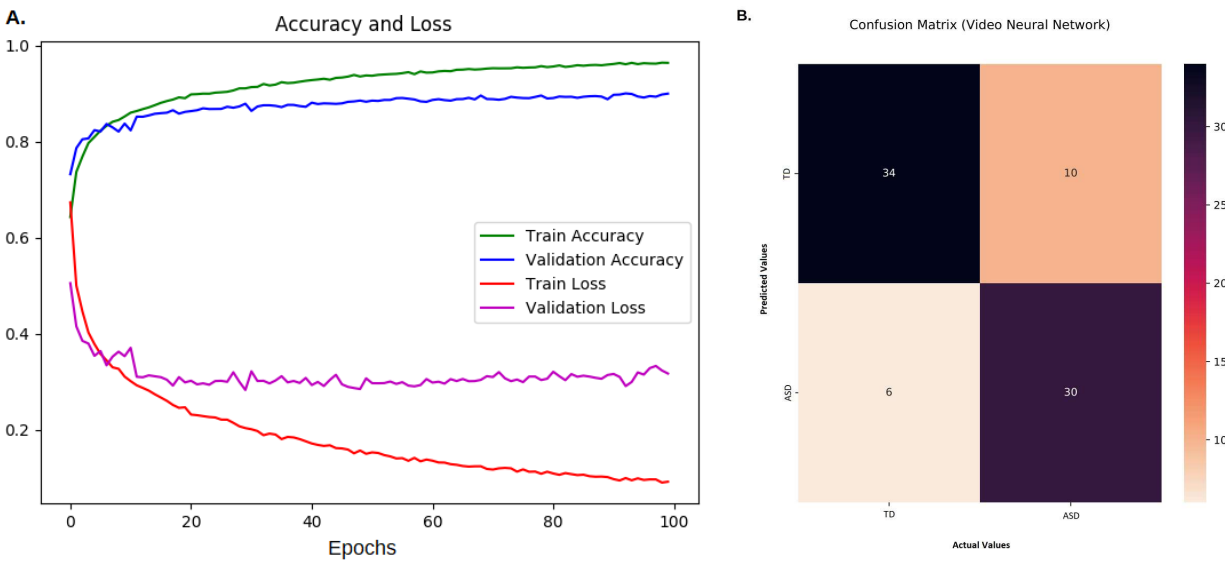 A.
Accuracy and Loss
1.0
0.8
0.6
0.4
0.2
Train Accuracy
Validation Accuracy
Train Loss
Validation Loss
0 20 40 60 80 100
Epochs
B.
Confusion Matrix (Video Neural Network)
Predicted Values
TD
34 10
ASD
6 30
TD ASD
Actual Values
30
25
20
15
10